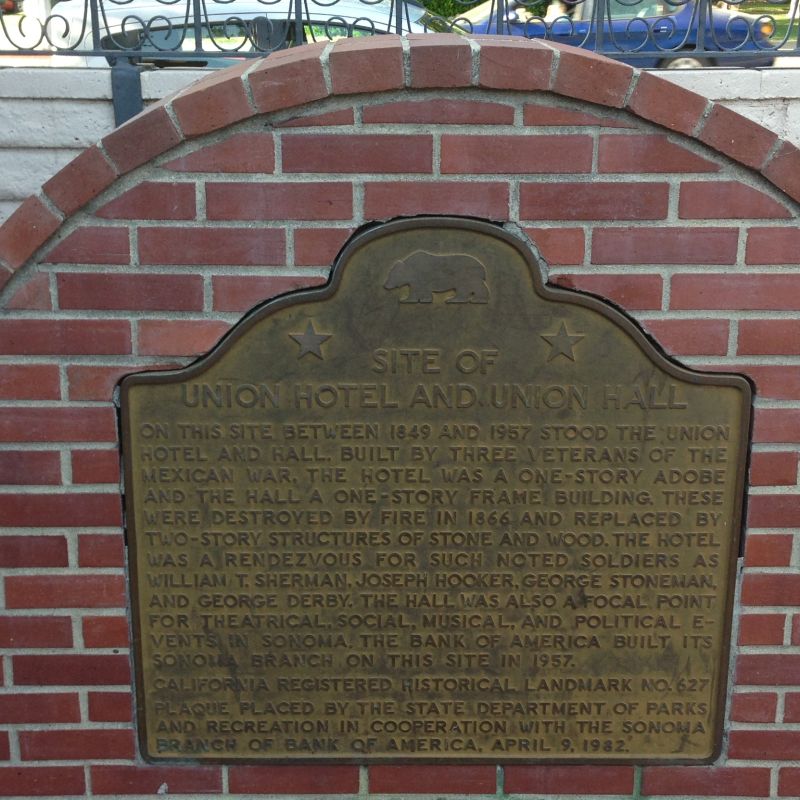 SITE OF
UNION HOTEL AND UNION HALL
ON THIS SITE BETWEEN 1849 AND 1957 STOOD THE UNION
HOTEL AND HALL. BUILT BY THREE VETERANS OF THE
MEXICAN WAR, THE HOTEL WAS A ONE-STORY ADOBE
AND THE HALL A ONE-STORY FRAME BUILDING. THESE
WERE DESTROYED BY FIRE IN 1866 AND REPLACED BY
TWO-STORY STRUCTURES OF STONE AND WOOD. THE HOTEL
WAS A RENDEZVOUS FOR SUCH NOTED SOLDIERS AS
WILLIAM T. SHERMAN, JOSEPH HOOKER, GEORGE STONEMAN,
AND GEORGE DERBY. THE HALL WAS ALSO A FOCAL POINT
FOR THEATRICAL, SOCIAL, MUSICAL, AND POLITICAL E-
VENTS IN SONOMA. THE BANK OF AMERICA BUILT ITS
SONOMA BRANCH ON THIS SITE IN 1957.
CALIFORNIA REGISTERED HISTORICAL LANDMARK NO. 627
PLAQUE PLACED BY THE STATE DEPARTMENT OF PARKS
AND RECREATION IN COOPERATION WITH THE SONOMA
BRANCH OF BANK OF AMERICA, APRIL 9, 1982.